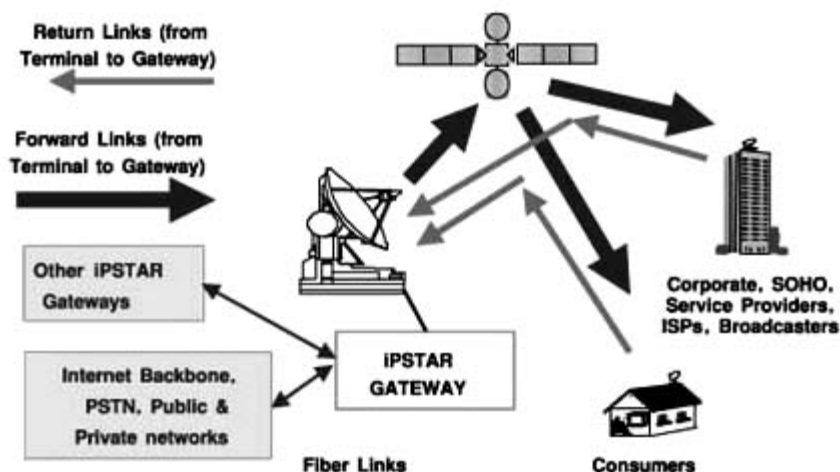 Return Links (from
Terminal to Gateway)
Forward Links (from
Terminal to Gateway)
Other iPSTAR
Gateways
Internet Backbone,
PSTN, Public &
Private networks
iPSTAR
GATEWAY
Fiber Links
Corporate, SOHO,
Service Providers,
ISPs, Broadcasters
Consumers